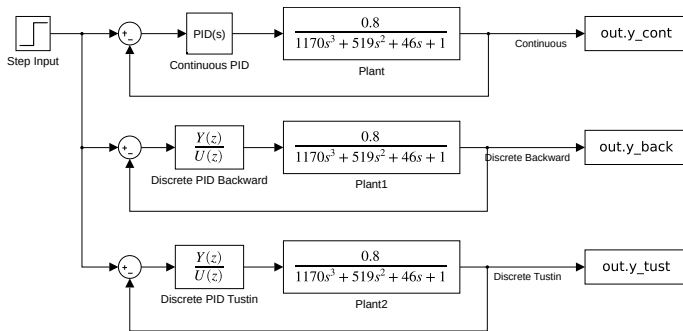 Step Input
+
−
PID(s)
Continuous PID
0.8
1170s³ + 519s² + 46s + 1
Plant
Continuous
out.y_cont
+
−
Y(z)
U(z)
Discrete PID Backward
0.8
1170s³ + 519s² + 46s + 1
Plant1
Discrete Backward
out.y_back
+
−
Y(z)
U(z)
Discrete PID Tustin
0.8
1170s³ + 519s² + 46s + 1
Plant2
Discrete Tustin
out.y_tust